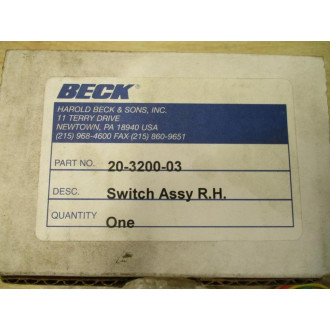 BECK
HAROLD BECK & SONS, INC.
11 TERRY DRIVE
NEWTOWN, PA 18940 USA
(215) 968-4600 FAX (215) 860-9651
PART NO. 20-3200-03
DESC. Switch Assy R.H.
QUANTITY One